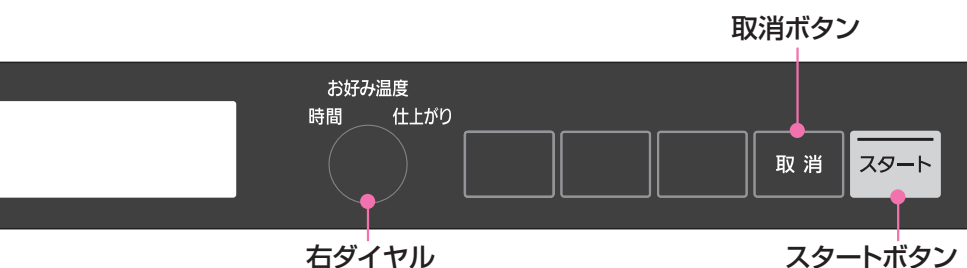 取消ボタン
お好み温度
時間 仕上がり
取消
スタート
右ダイヤル
スタートボタン